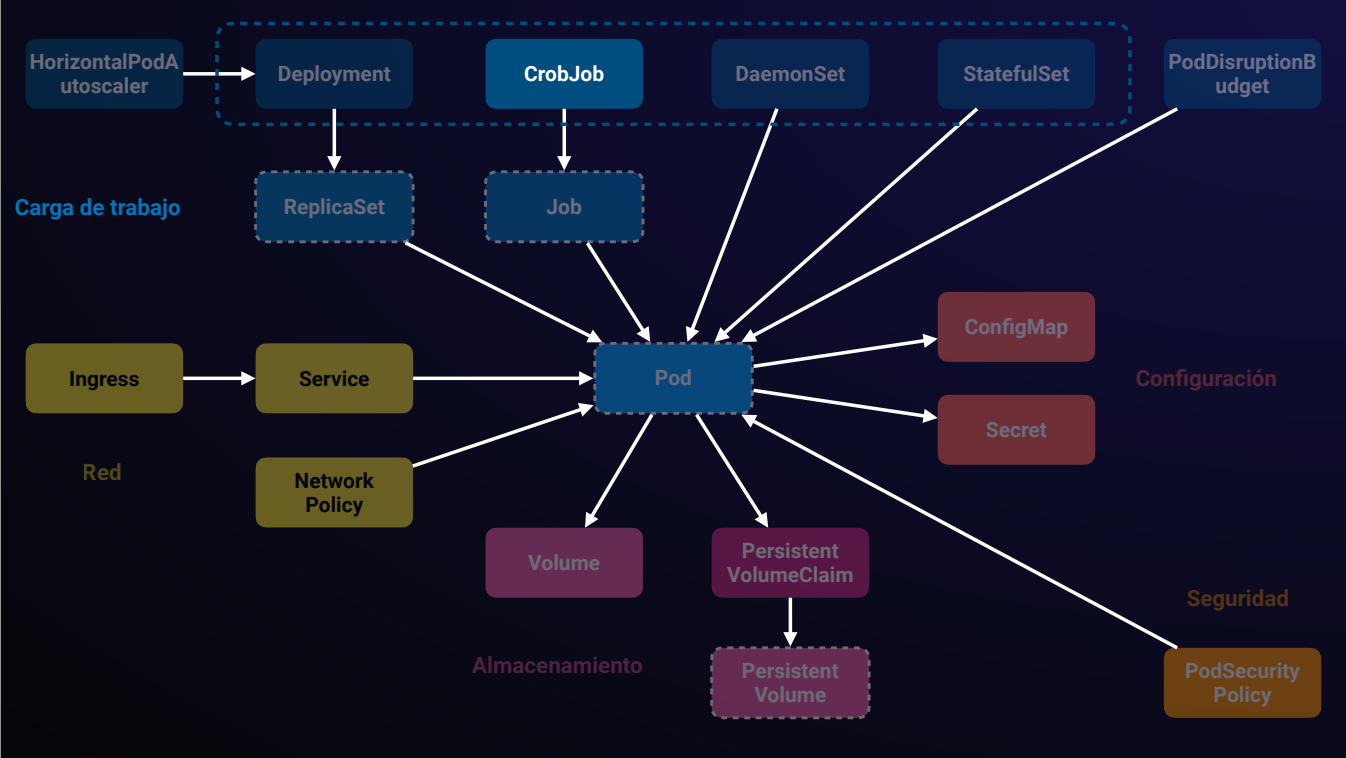 HorizontalPodA
utoscaler
Deployment
CrobJob
DaemonSet
StatefulSet
PodDisruptionB
udget
Carga de trabajo
ReplicaSet
Job
ConfigMap
Ingress
Service
Pod
Configuración
Secret
Red
Network
Policy
Volume
Persistent
VolumeClaim
Seguridad
Almacenamiento
Persistent
Volume
PodSecurity
Policy